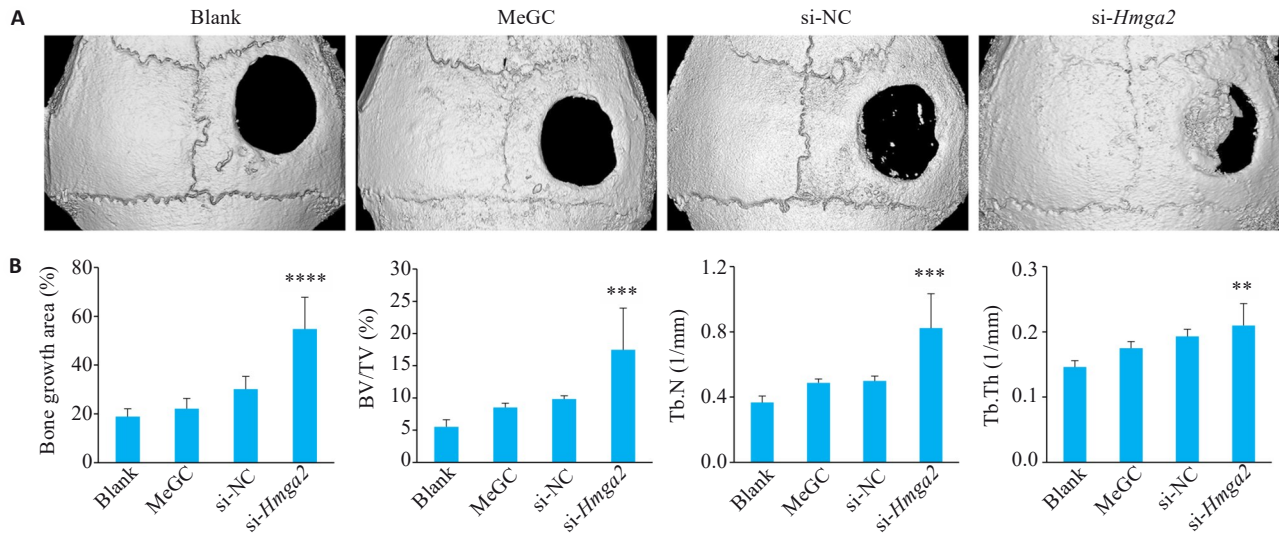 A
Blank
MeGC
si-NC
si-Hmga2
B
Bone growth area (%)
80
60
40
20
0
****
Blank
MeGC
si-NC
si-Hmga2
BV/TV (%)
30
25
20
15
10
5
0
***
Blank
MeGC
si-NC
si-Hmga2
Tb.N (1/mm)
1.2
0.8
0.4
0.0
***
Blank
MeGC
si-NC
si-Hmga2
Tb.Th (1/mm)
0.3
0.2
0.1
0.0
**
Blank
MeGC
si-NC
si-Hmga2